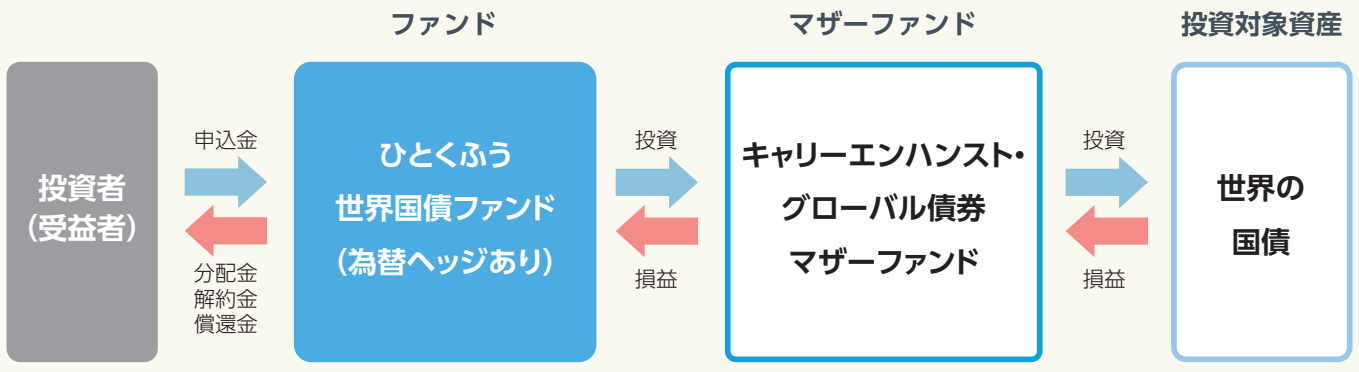 ファンド
マザーファンド
投資対象資産
投資者
(受益者)
申込金
分配金
解約金
償還金
ひとくふう
世界国債ファンド
(為替ヘッジあり)
投資
損益
キャリーエンハンスト・
グローバル債券
マザーファンド
投資
損益
世界の
国債